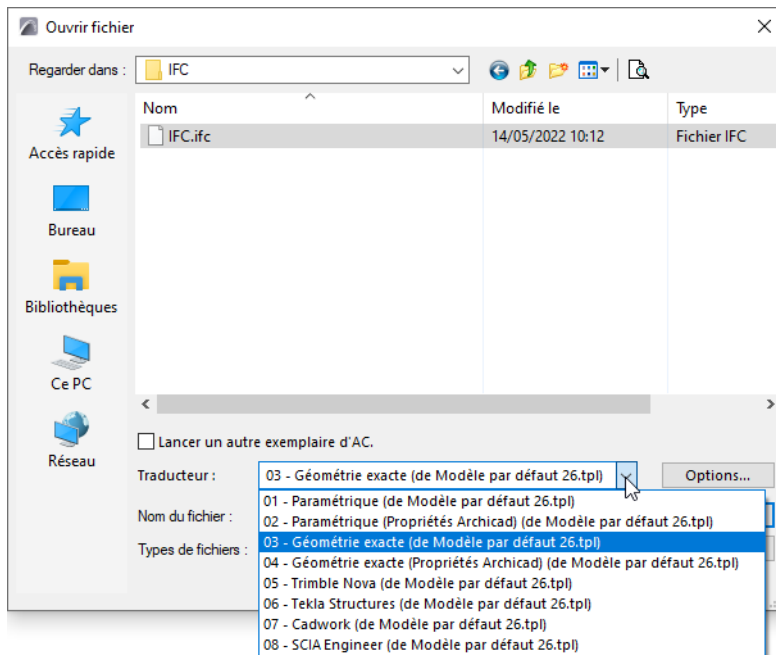 Ouvrir fichier
Regarder dans :
IFC
Nom
Modifié le
Type
IFC.ifc
14/05/2022 10:12
Fichier IFC
Accès rapide
Bureau
Bibliothèques
Ce PC
Réseau
Lancer un autre exemplaire d'AC.
Traducteur :
03 - Géométrie exacte (de Modèle par défaut 26.tpl)
Options...
Nom du fichier :
Types de fichiers :
01 - Paramétrique (de Modèle par défaut 26.tpl)
02 - Paramétrique (Propriétés Archicad) (de Modèle par défaut 26.tpl)
03 - Géométrie exacte (de Modèle par défaut 26.tpl)
04 - Géométrie exacte (Propriétés Archicad) (de Modèle par défaut 26.tpl)
05 - Trimble Nova (de Modèle par défaut 26.tpl)
06 - Tekla Structures (de Modèle par défaut 26.tpl)
07 - Cadwork (de Modèle par défaut 26.tpl)
08 - SCIA Engineer (de Modèle par défaut 26.tpl)